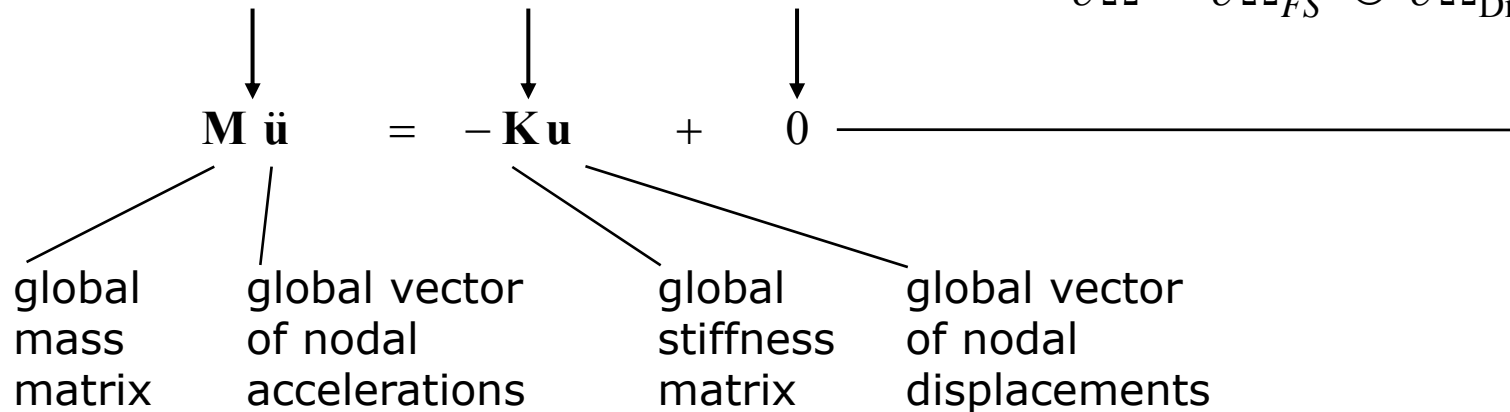 M ü = − K u + 0
global mass matrix
global vector of nodal accelerations
global stiffness matrix
global vector of nodal displacements